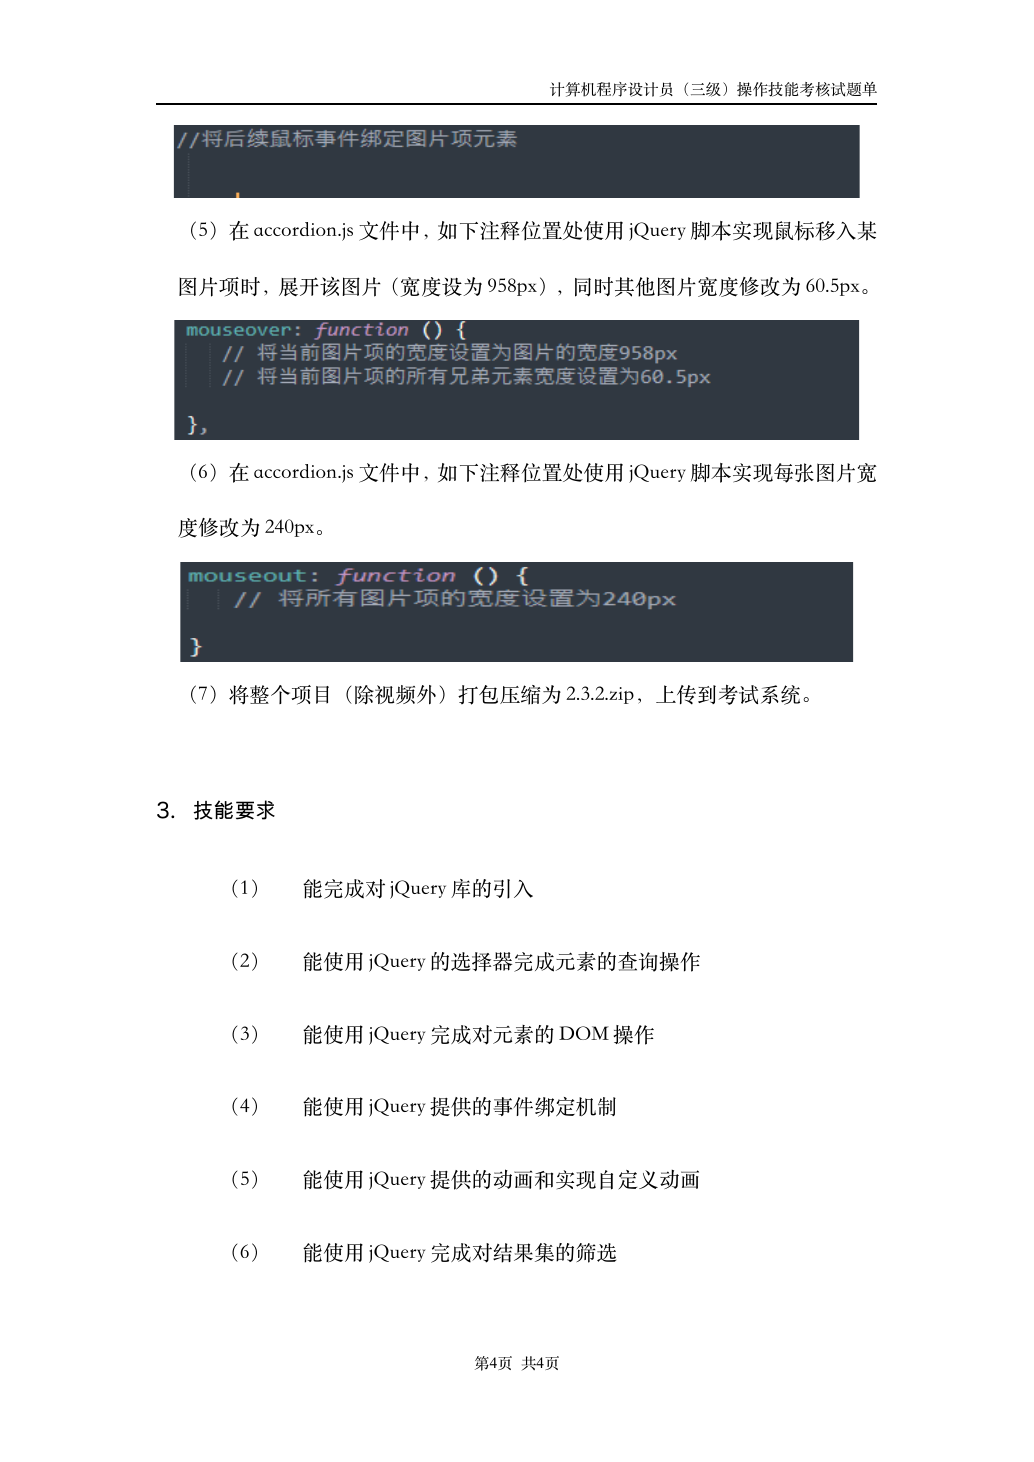 计算机程序设计员（三级）操作技能考核试题单
//将后续鼠标事件绑定图片项元素
（5）在 accordion.js 文件中，如下注释位置处使用 jQuery 脚本实现鼠标移入某
图片项时，展开该图片（宽度设为 958px），同时其他图片宽度修改为 60.5px。
mouseover: function () {
// 将当前图片项的宽度设置为图片的宽度958px
// 将当前图片项的所有兄弟元素宽度设置为60.5px
},
（6）在 accordion.js 文件中，如下注释位置处使用 jQuery 脚本实现每张图片宽
度修改为 240px。
mouseout: function () {
// 将所有图片项的宽度设置为240px
}
（7）将整个项目（除视频外）打包压缩为 2.3.2.zip，上传到考试系统。
3. 技能要求
（1） 能完成对 jQuery 库的引入
（2） 能使用 jQuery 的选择器完成元素的查询操作
（3） 能使用 jQuery 完成对元素的 DOM 操作
（4） 能使用 jQuery 提供的事件绑定机制
（5） 能使用 jQuery 提供的动画和实现自定义动画
（6） 能使用 jQuery 完成对结果集的筛选
第4页 共4页